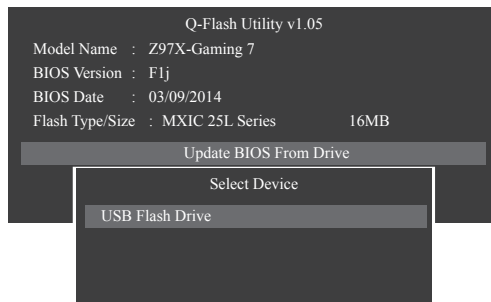 Q-Flash Utility v1.05
Model Name : Z97X-Gaming 7
BIOS Version : F1j
BIOS Date : 03/09/2014
Flash Type/Size : MXIC 25L Series 16MB
Update BIOS From Drive
Select Device
USB Flash Drive